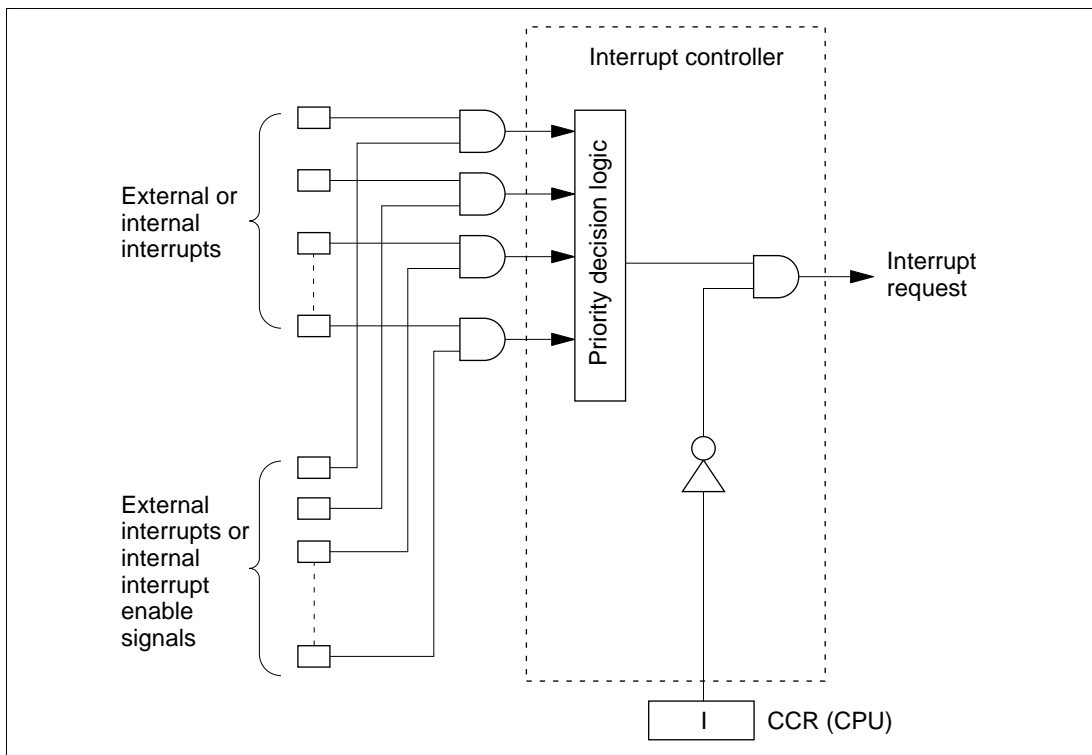 Interrupt controller
External or
internal
interrupts
Priority decision logic
Interrupt
request
External
interrupts or
internal
interrupt
enable
signals
I
CCR (CPU)